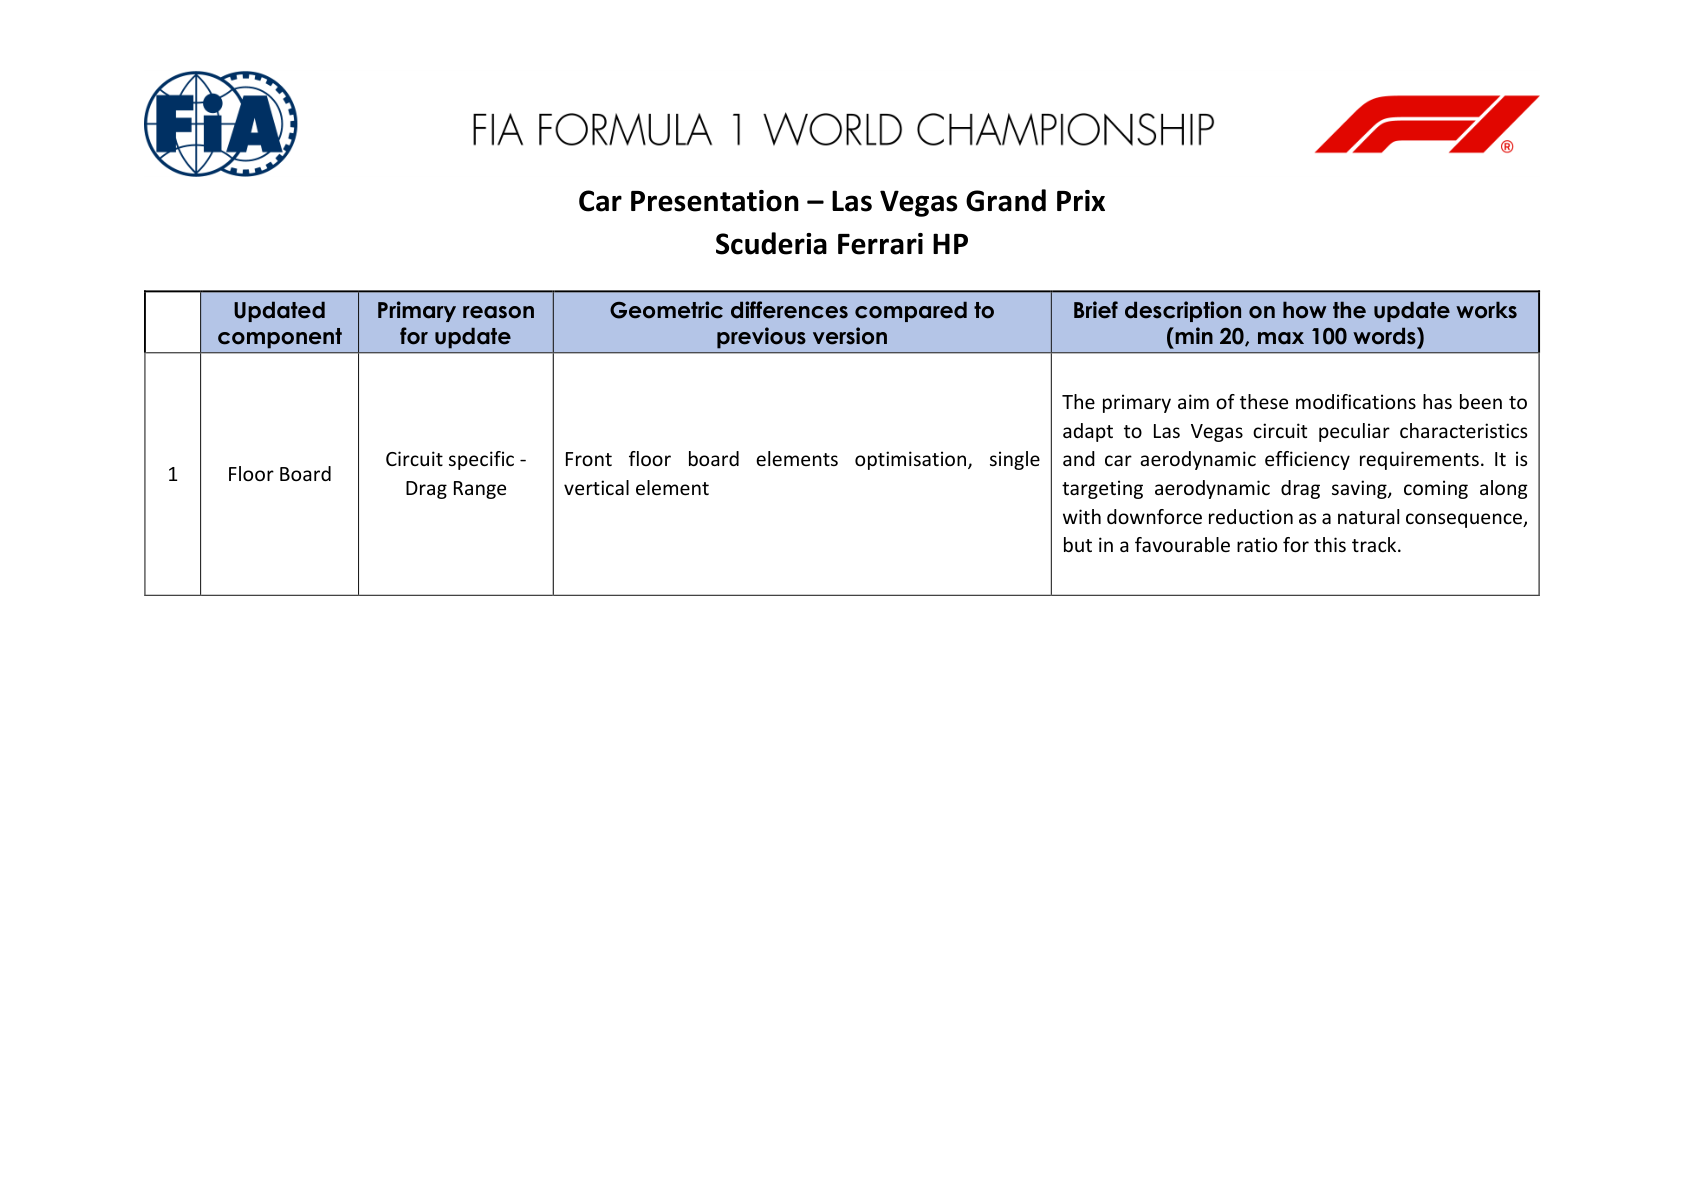 FiA
FIA FORMULA 1 WORLD CHAMPIONSHIP
F1
®
Car Presentation – Las Vegas Grand Prix
Scuderia Ferrari HP
Updated
component
Primary reason
for update
Geometric differences compared to
previous version
Brief description on how the update works
(min 20, max 100 words)
1
Floor Board
Circuit specific -
Drag Range
Front floor board elements optimisation, single
vertical element
The primary aim of these modifications has been to
adapt to Las Vegas circuit peculiar characteristics
and car aerodynamic efficiency requirements. It is
targeting aerodynamic drag saving, coming along
with downforce reduction as a natural consequence,
but in a favourable ratio for this track.